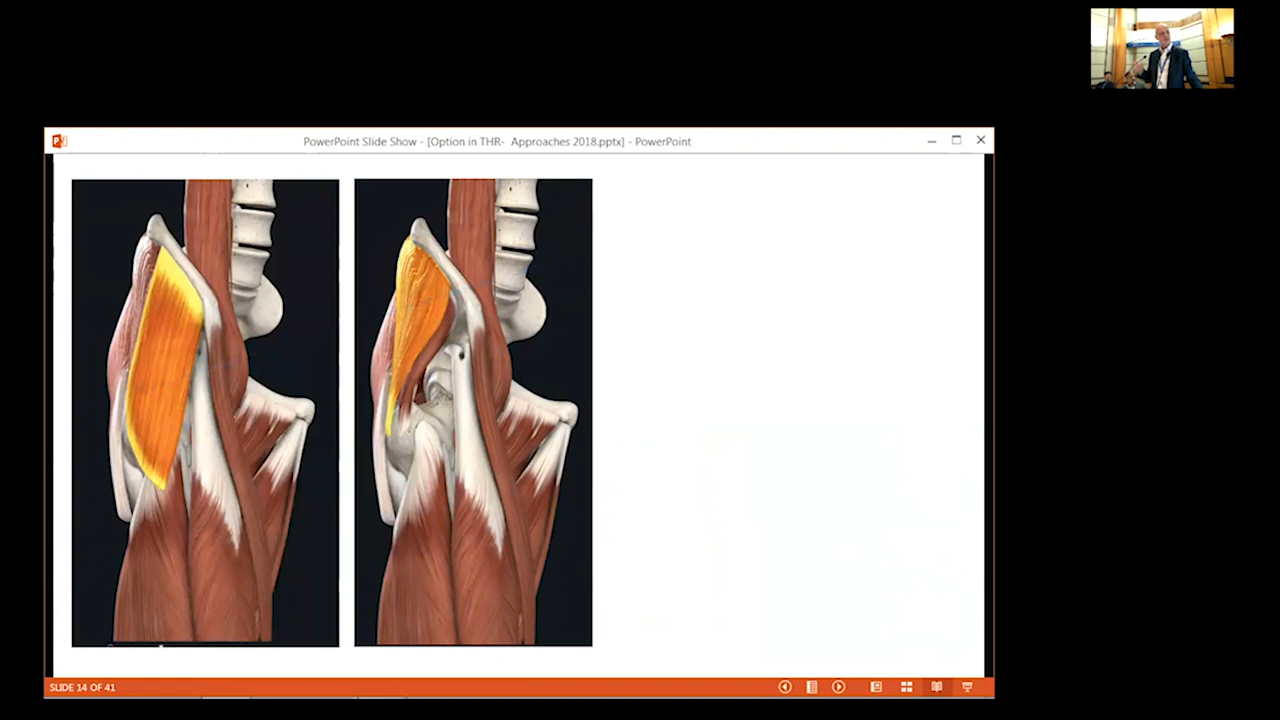 PowerPoint Slide Show - [Option in THR- Approaches 2018.pptx] - PowerPoint
SLIDE 14 OF 41